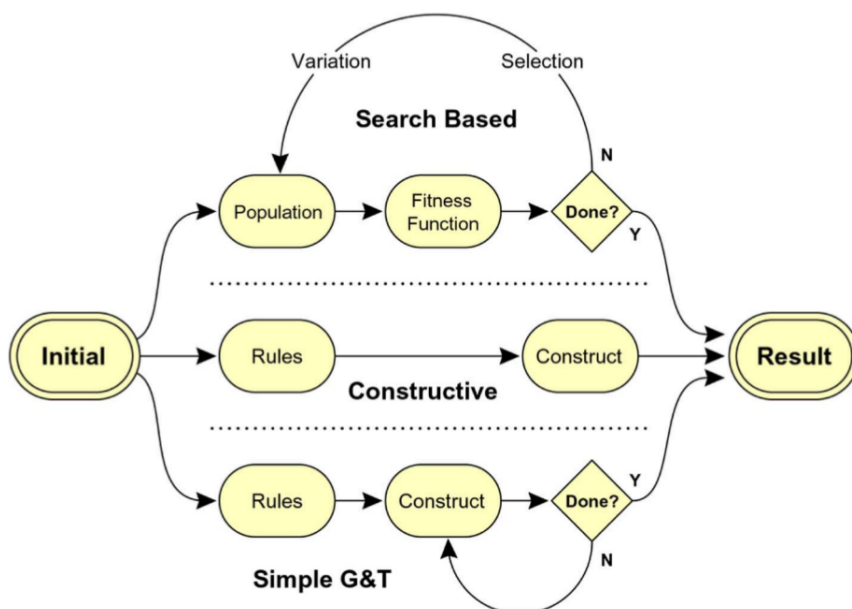 Variation
Selection
Search Based
N
Population
Fitness
Function
Done?
Y
Initial
Rules
Construct
Result
Constructive
Rules
Construct
Done?
Y
N
Simple G&T